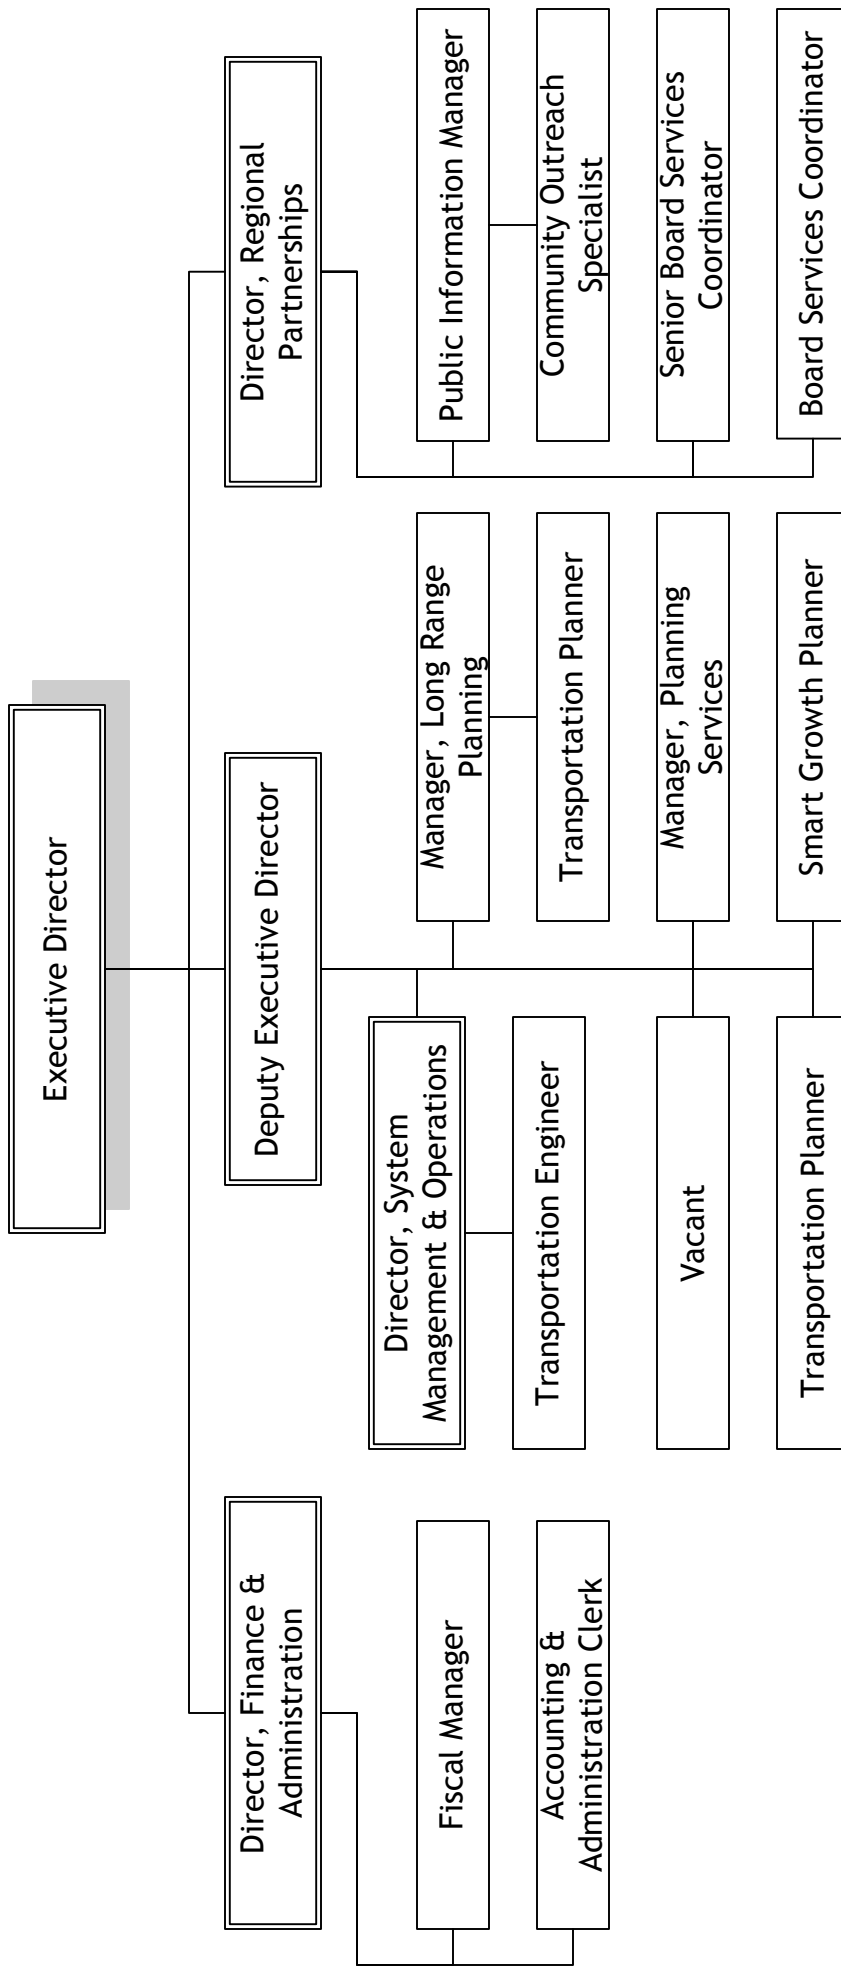 Executive Director
Director, Finance &
Administration
Deputy Executive Director
Director, Regional
Partnerships
Fiscal Manager
Accounting &
Administration Clerk
Director, System
Management & Operations
Transportation Engineer
Vacant
Transportation Planner
Manager, Long Range
Planning
Transportation Planner
Manager, Planning
Services
Smart Growth Planner
Public Information Manager
Community Outreach
Specialist
Senior Board Services
Coordinator
Board Services Coordinator